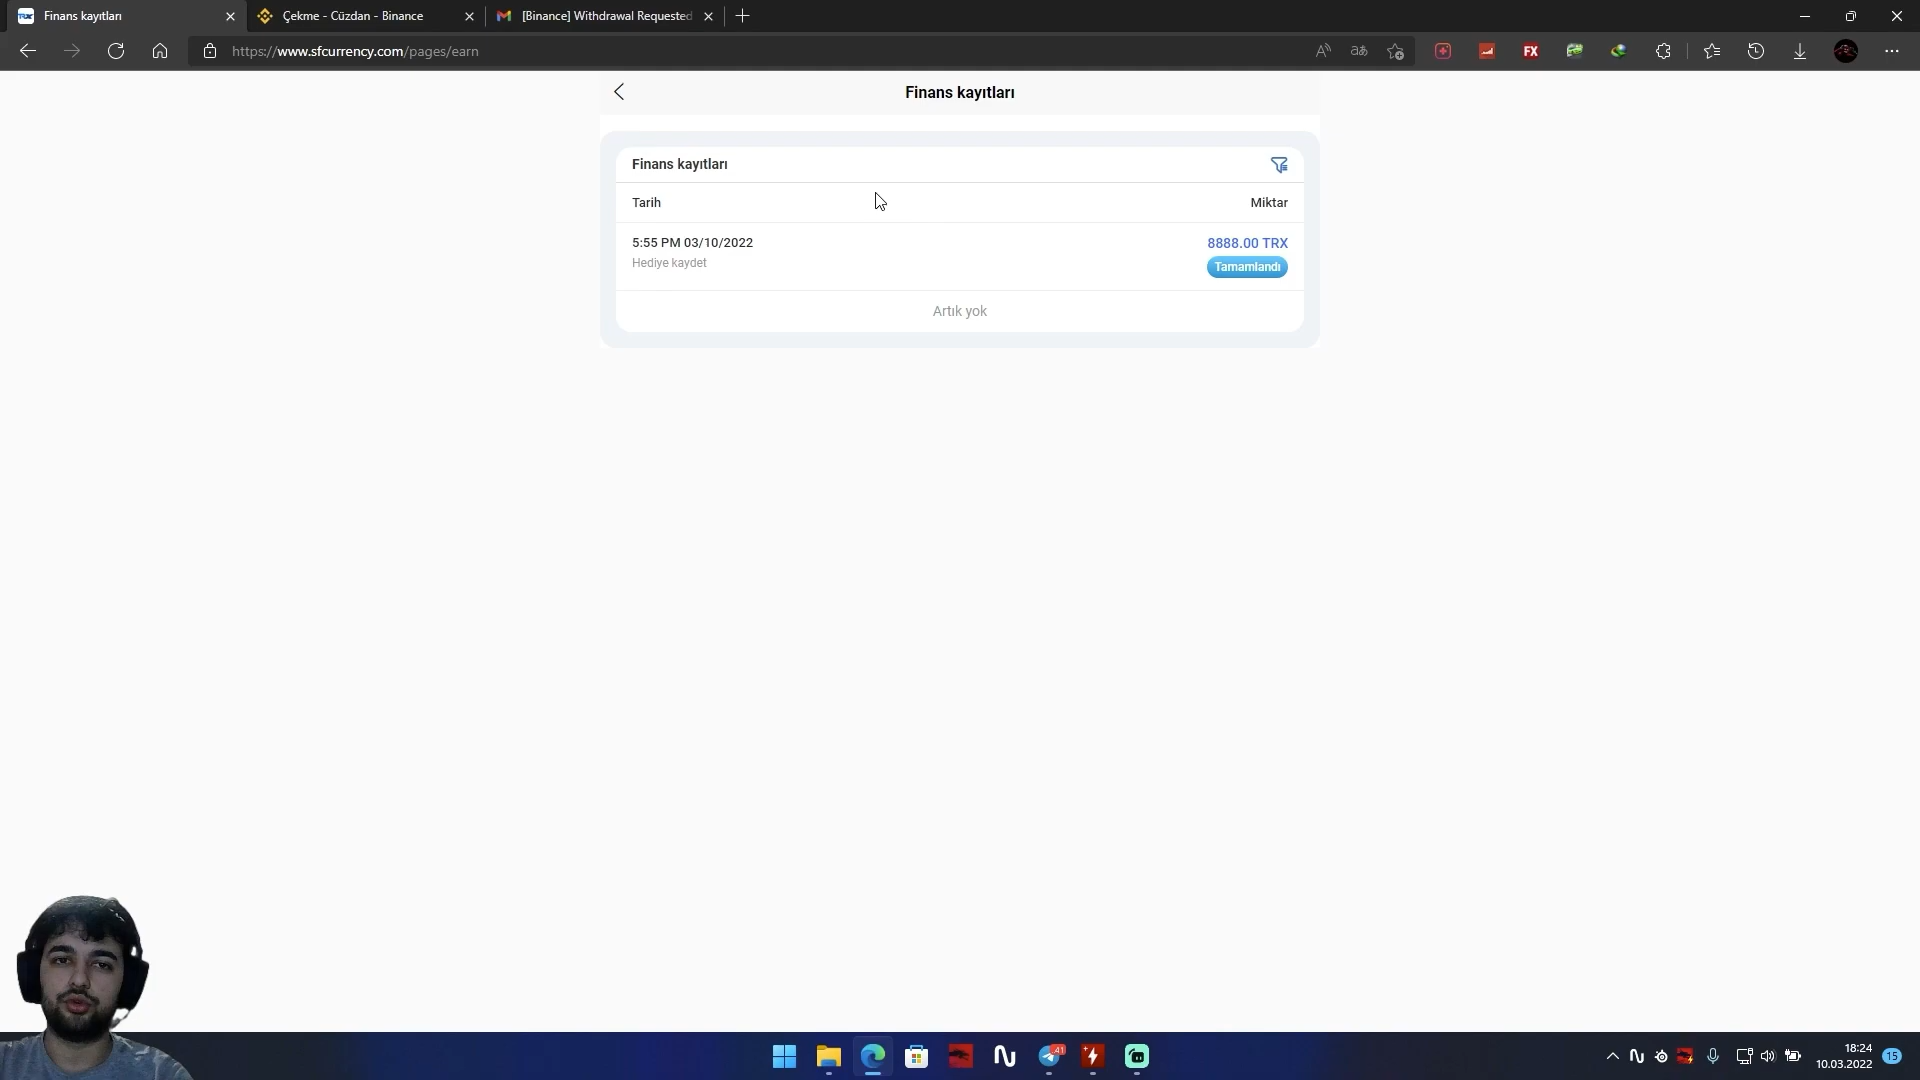 Finans kayıtları
Çekme - Cüzdan - Binance
[Binance] Withdrawal Requested
https://www.sfcurrency.com/pages/earn
Finans kayıtları
Finans kayıtları
Tarih
Miktar
5:55 PM 03/10/2022
8888.00 TRX
Hediye kaydet
Tamamlandı
Artık yok
FX
41
18:24
10.03.2022
15